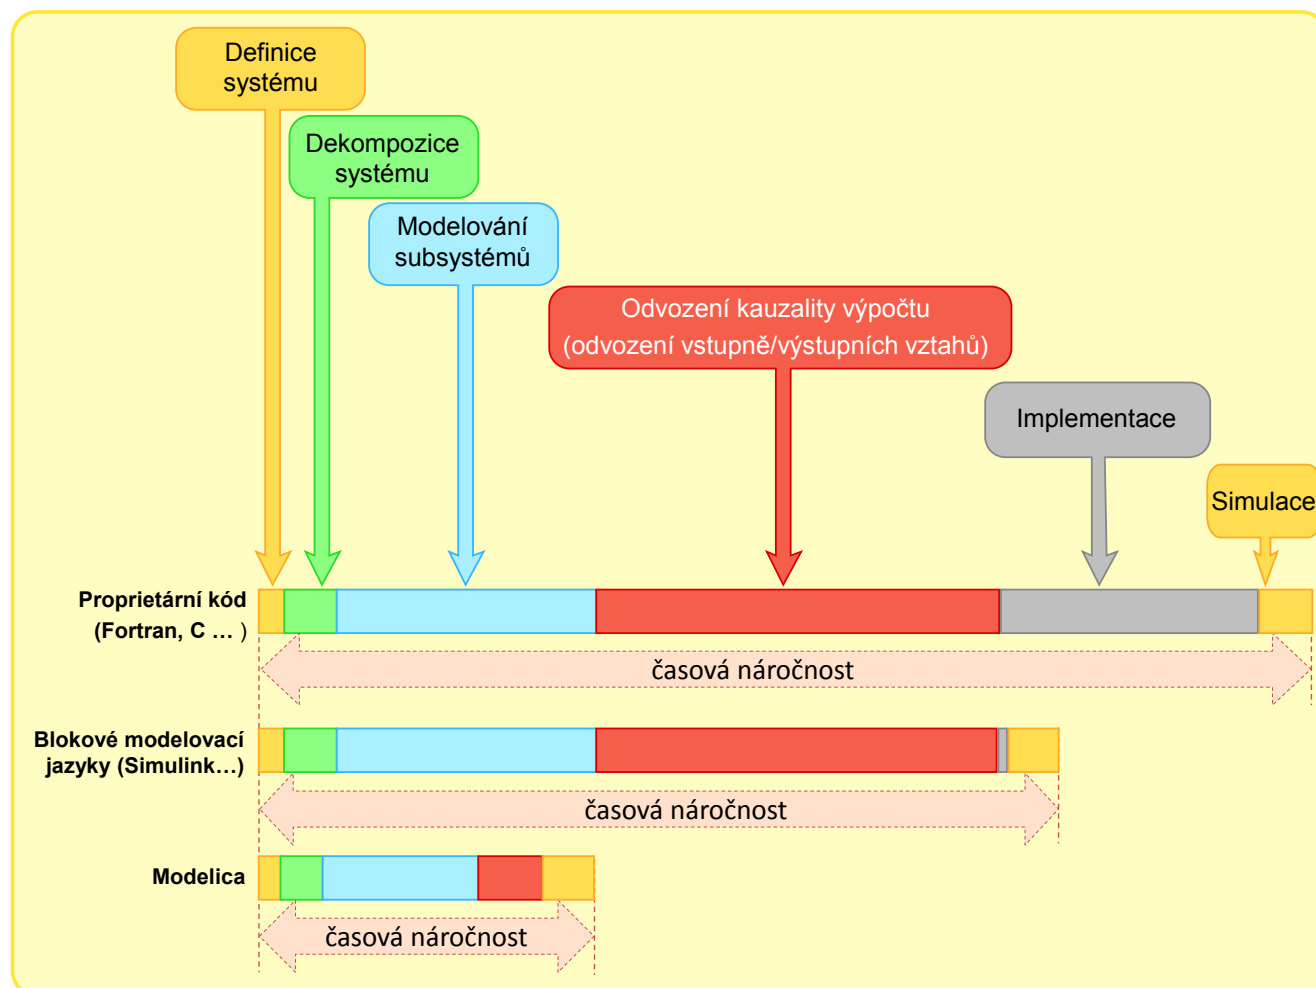 Definice
systému
Dekompozice
systému
Modelování
subsystémů
Odvození kauzality výpočtu
(odvození vstupně/výstupních vztahů)
Implementace
Simulace
Proprietární kód
(Fortran, C … )
časová náročnost
Blokové modelovací
jazyky (Simulink…)
časová náročnost
Modelica
časová náročnost